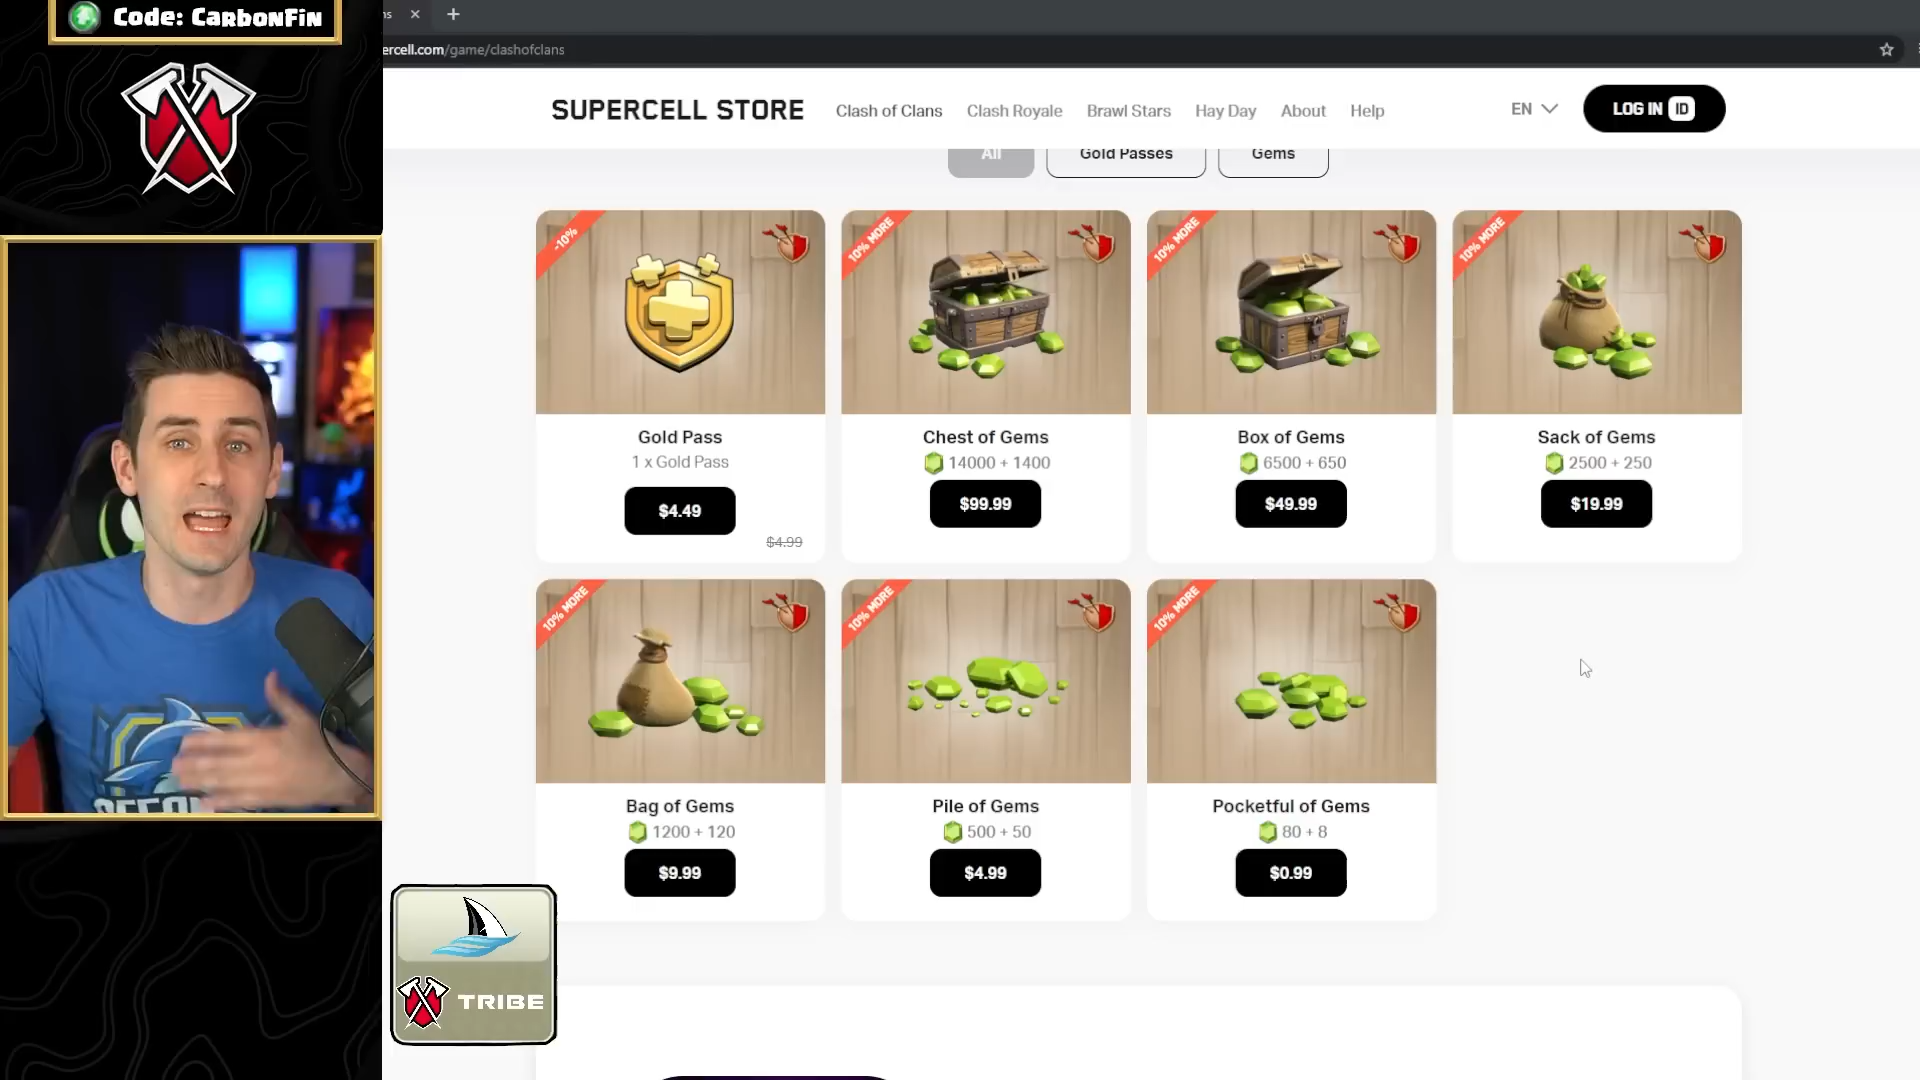 Code: CarbonFin
ns
ercell.com/game/clashofclans
SUPERCELL STORE
Clash of Clans
Clash Royale
Brawl Stars
Hay Day
About
Help
EN
LOG IN ID
All
Gold Passes
Gems
-10%
Gold Pass
1 x Gold Pass
$4.49
$4.99
10% MORE
Chest of Gems
14000 + 1400
$99.99
10% MORE
Box of Gems
6500 + 650
$49.99
10% MORE
Sack of Gems
2500 + 250
$19.99
10% MORE
Bag of Gems
1200 + 120
$9.99
10% MORE
Pile of Gems
500 + 50
$4.99
10% MORE
Pocketful of Gems
80 + 8
$0.99
TRIBE